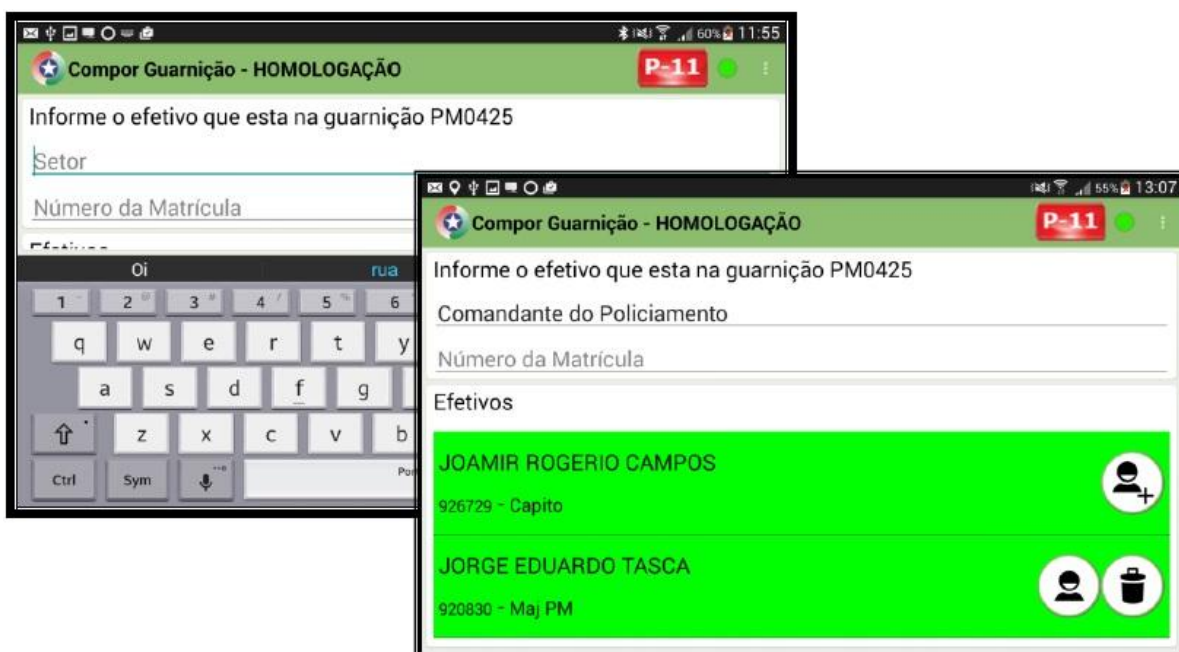 60% 11:55
Compor Guarnição - HOMOLOGAÇÃO P-11
Informe o efetivo que esta na guarnição PM0425
Setor
Número da Matrícula
Oi rua
1 2 3 4 5 6
q w e r t y
a s d f g
z x c v b
Ctrl Sym
55% 13:07
Compor Guarnição - HOMOLOGAÇÃO P-11
Informe o efetivo que esta na guarnição PM0425
Comandante do Policiamento
Número da Matrícula
Efetivos
JOAMIR ROGERIO CAMPOS
926729 - Capito
JORGE EDUARDO TASCA
920830 - Maj PM